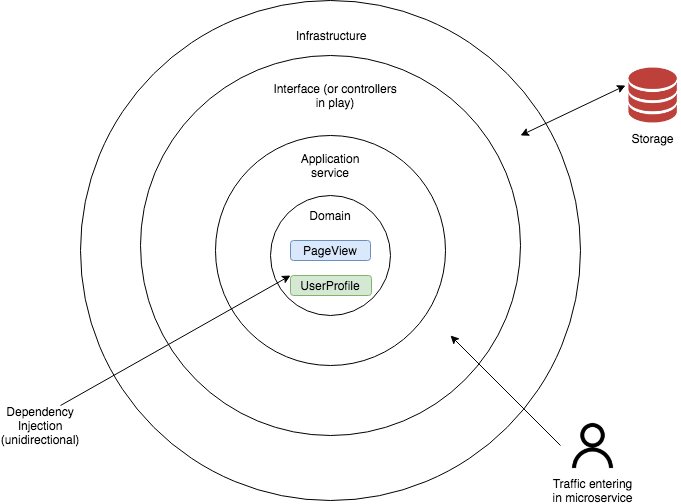 Infrastructure
Interface (or controllers
in play)
Application
service
Domain
PageView
UserProfile
Storage
Dependency
Injection
(unidirectional)
Traffic entering
in microservice